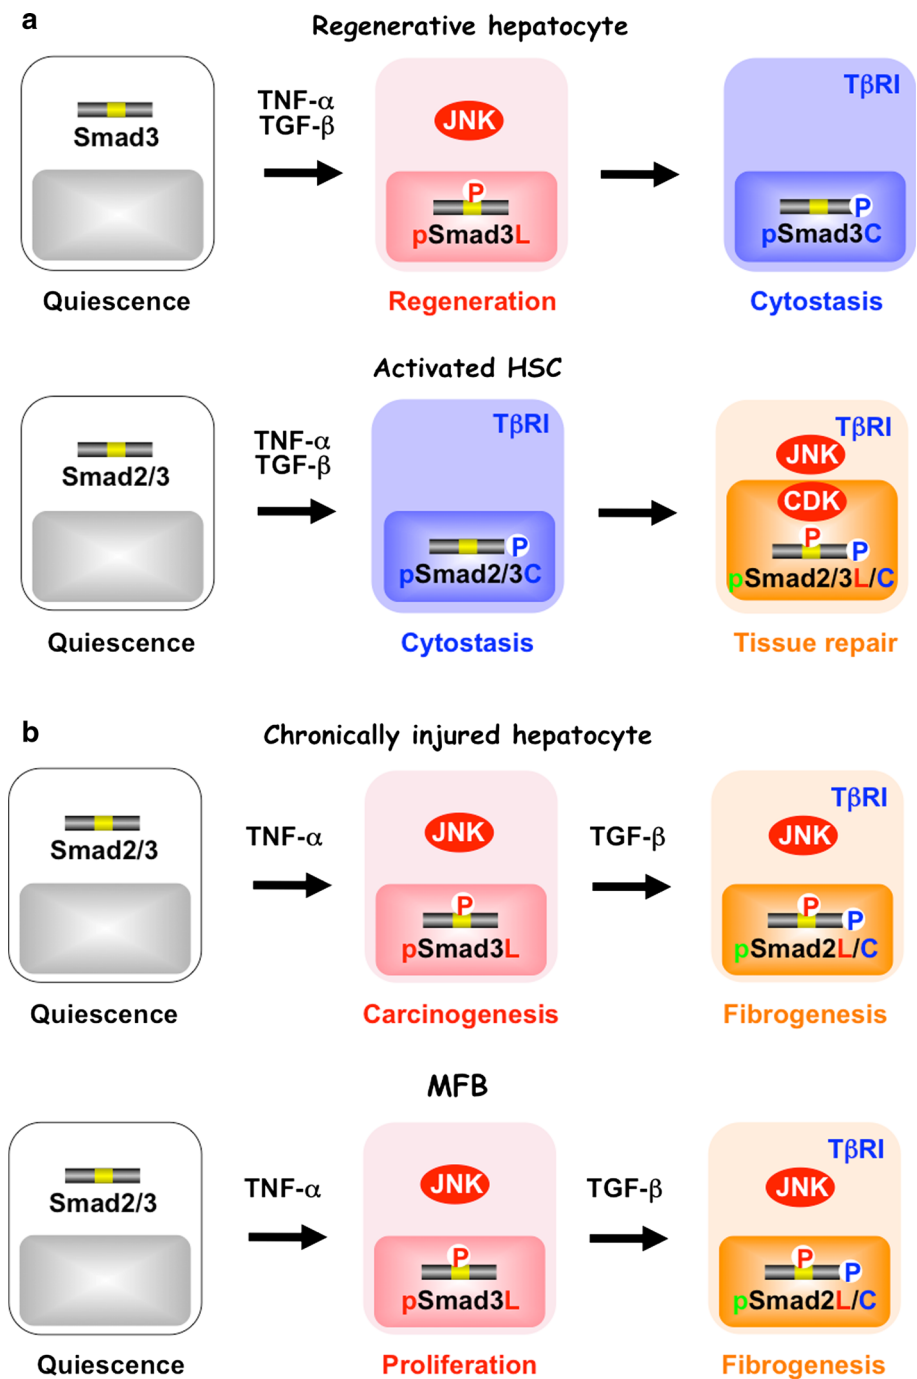 a
Regenerative hepatocyte
Smad3
TNF-α
TGF-β
JNK
P
pSmad3L
TβRI
P
pSmad3C
Quiescence
Regeneration
Cytostasis
Activated HSC
Smad2/3
TNF-α
TGF-β
TβRI
P
pSmad2/3C
TβRI
JNK
CDK
P
P
pSmad2/3L/C
Quiescence
Cytostasis
Tissue repair
b
Chronically injured hepatocyte
Smad2/3
TNF-α
JNK
P
pSmad3L
TGF-β
TβRI
JNK
P
P
pSmad2L/C
Quiescence
Carcinogenesis
Fibrogenesis
MFB
Smad2/3
TNF-α
JNK
P
pSmad3L
TGF-β
TβRI
JNK
P
P
pSmad2L/C
Quiescence
Proliferation
Fibrogenesis